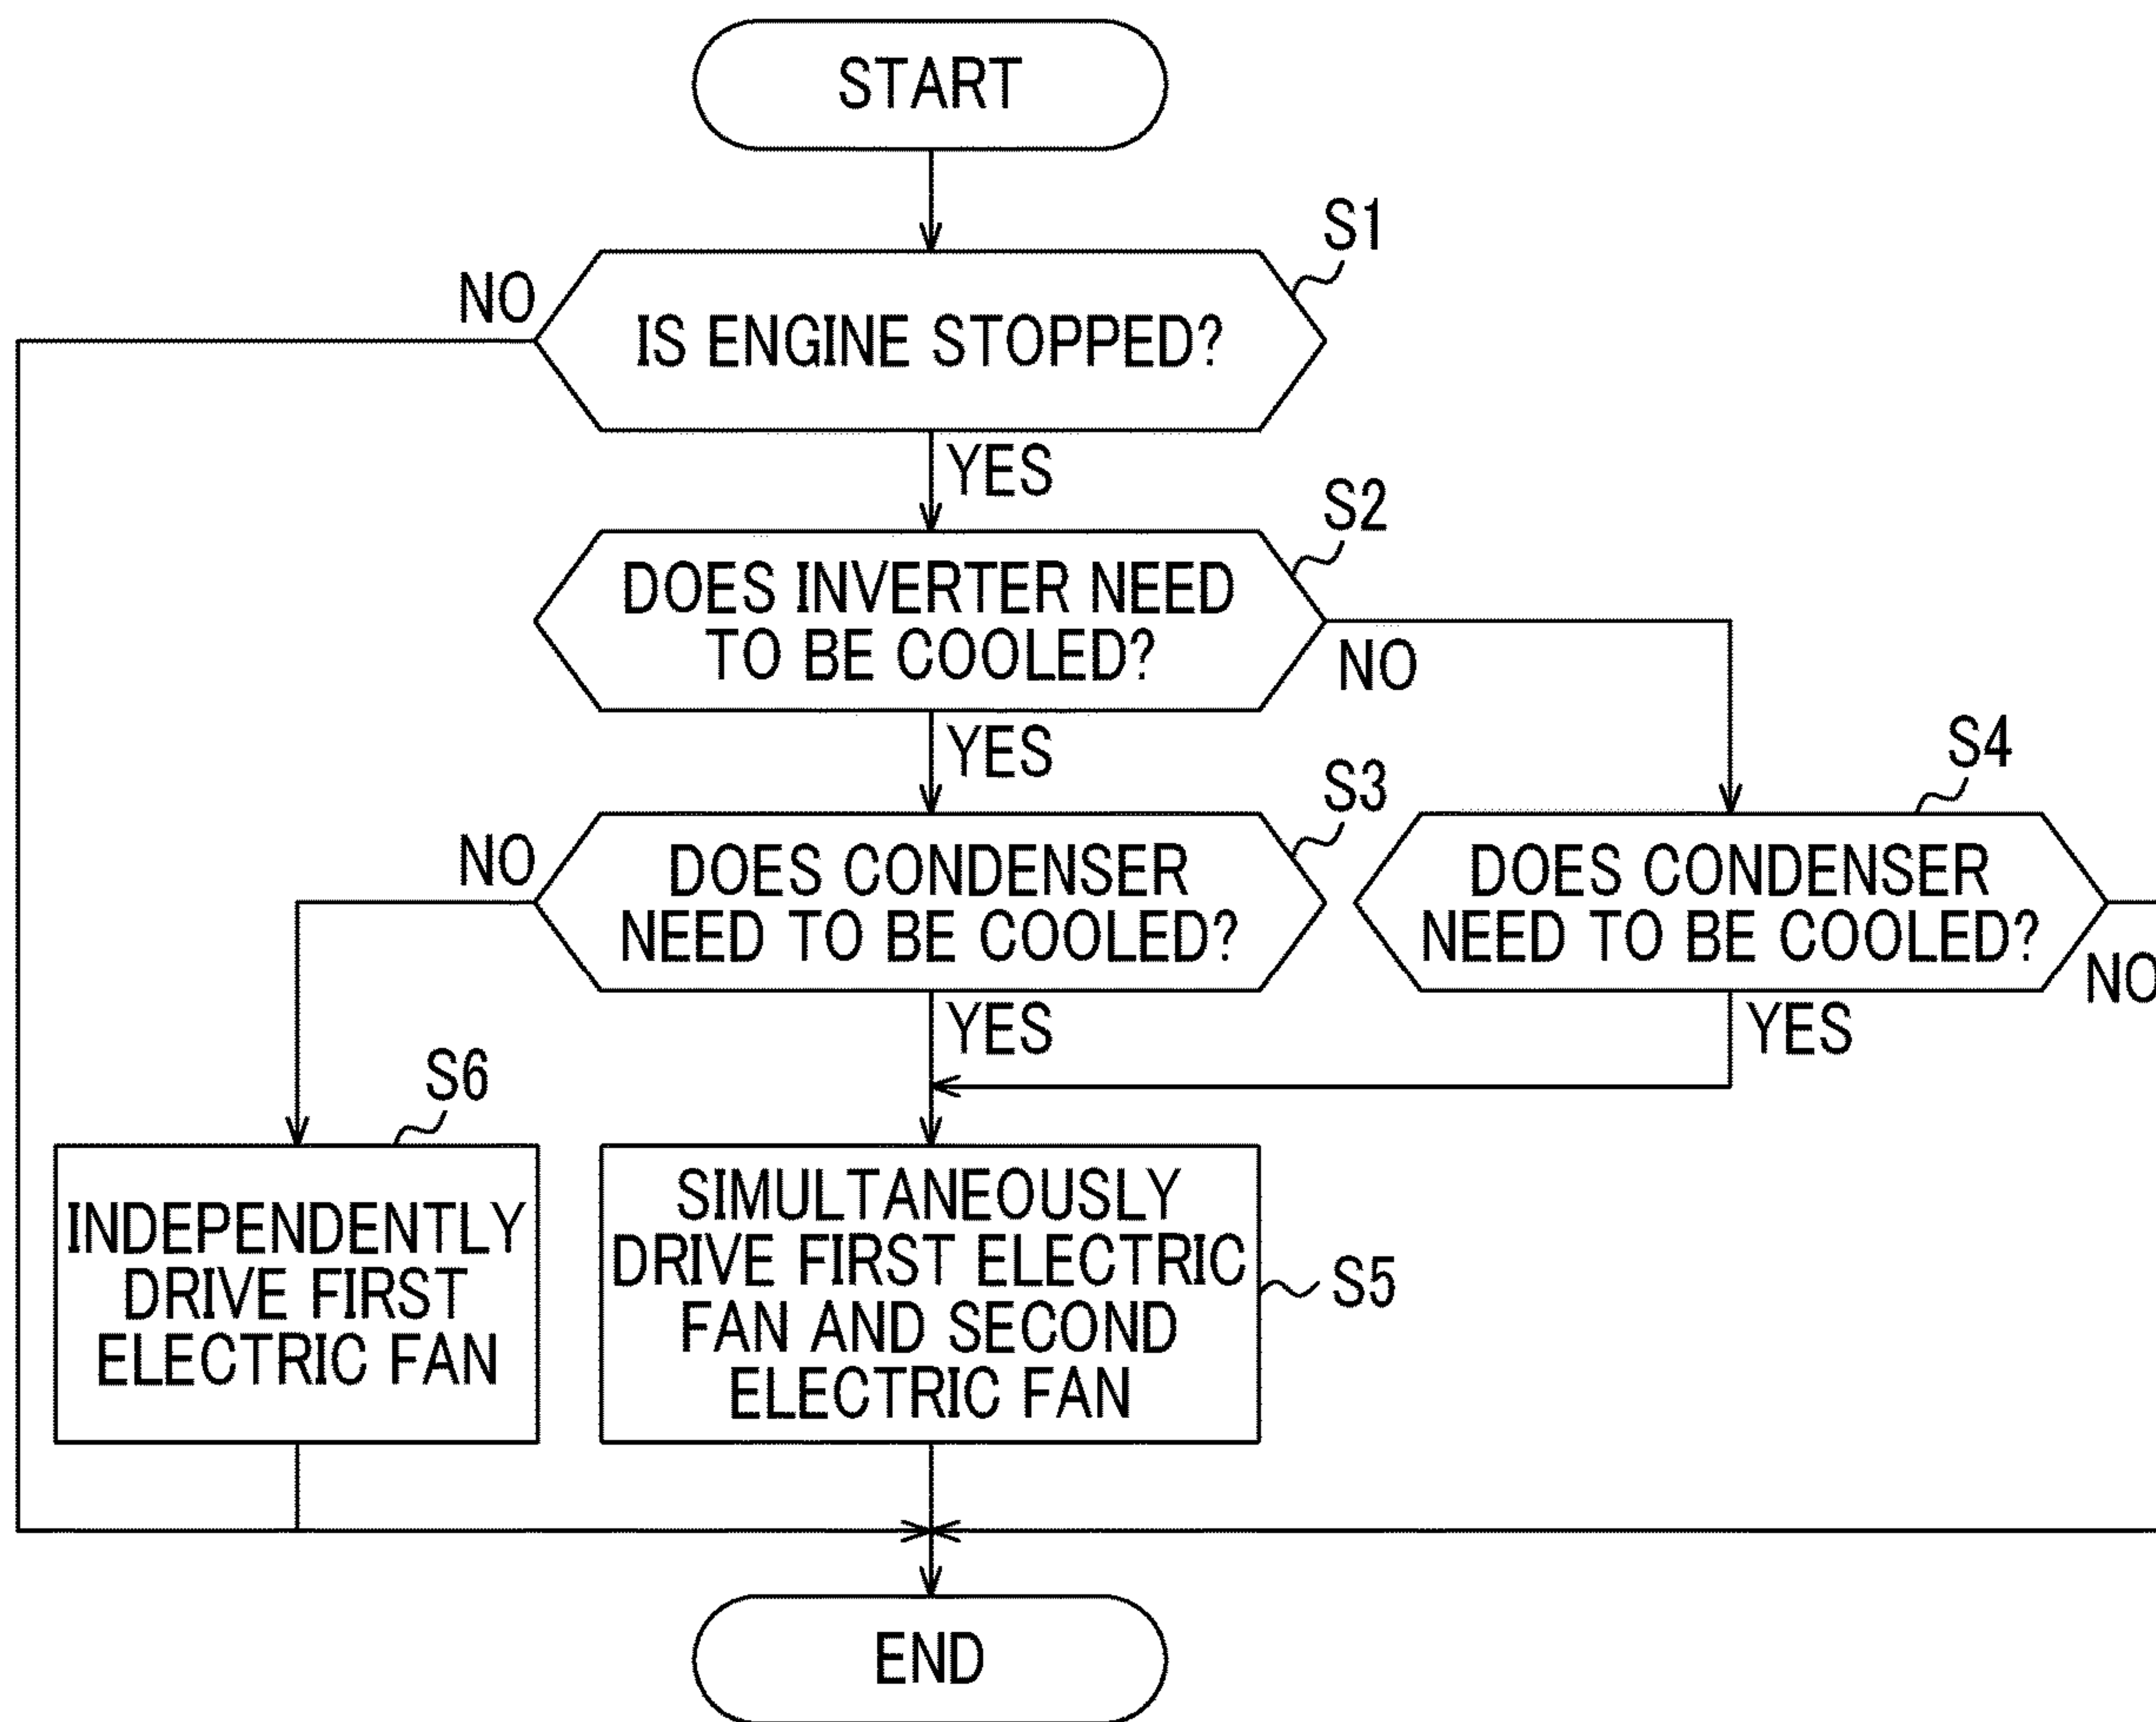 START
S1
NO
IS ENGINE STOPPED?
YES
S2
DOES INVERTER NEED
TO BE COOLED?
NO
YES
S3
S4
NO
DOES CONDENSER
NEED TO BE COOLED?
DOES CONDENSER
NEED TO BE COOLED?
NO
YES
YES
S6
INDEPENDENTLY
DRIVE FIRST
ELECTRIC FAN
SIMULTANEOUSLY
DRIVE FIRST ELECTRIC
FAN AND SECOND
ELECTRIC FAN
S5
END